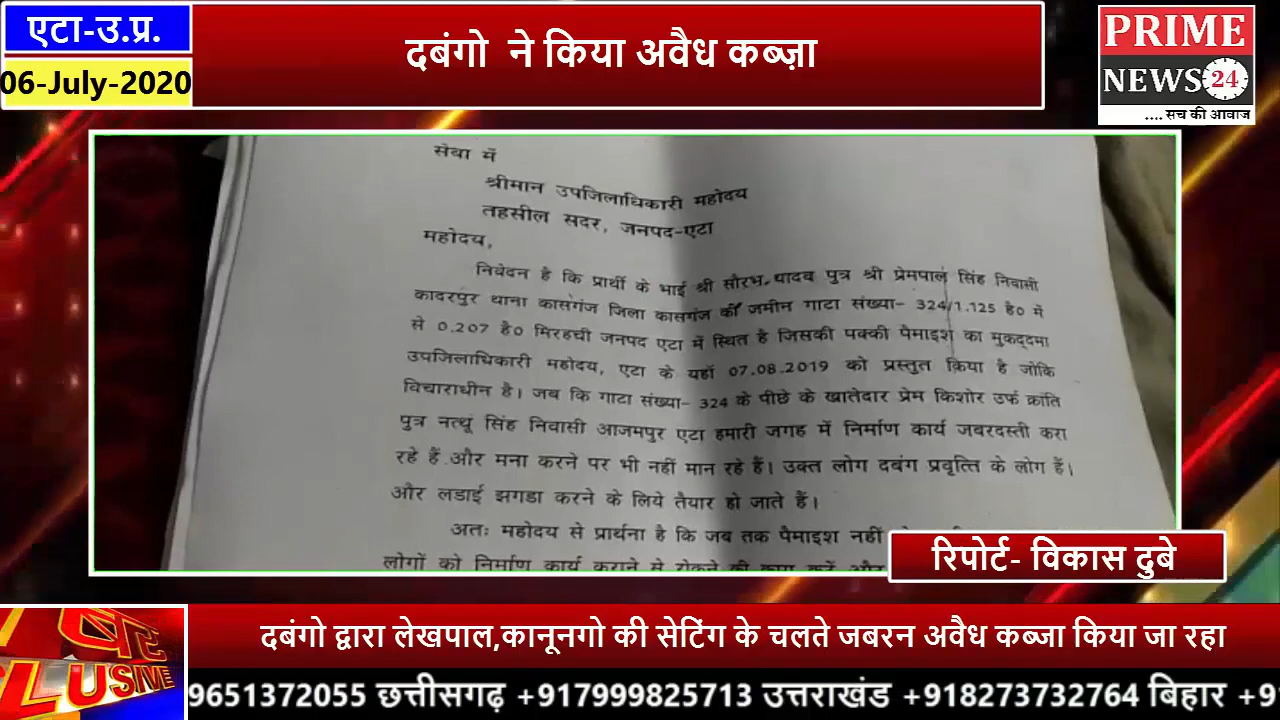 एटा-उ.प्र.
06-July-2020
दबंगो ने किया अवैध कब्ज़ा
PRIME
NEWS 24
.... सच की आवाज
सेवा में
श्रीमान उपजिलाधिकारी महोदय
तहसील सदर, जनपद-एटा
महोदय,
निवेदन है कि प्रार्थी के भाई श्री सौरभ यादव पुत्र श्री प्रेमपाल सिंह निवासी
कादरपुर थाना कासगंज जिला कासगंज की जमीन गाटा संख्या- 324/1.125 है0 में
से 0.207 है0 मिरहची जनपद एटा में स्थित है जिसकी पक्की पैमाइश का मुकद्दमा
उपजिलाधिकारी महोदय, एटा के यहाँ 07.08.2019 को प्रस्तुत किया है जोकि
विचाराधीन है। जब कि गाटा संख्या- 324 के पीछे के खातेदार प्रेम किशोर उर्फ क्रांति
पुत्र नत्थू सिंह निवासी आजमपुर एटा हमारी जगह में निर्माण कार्य जबरदस्ती करा
रहे हैं और मना करने पर भी नहीं मान रहे हैं। उक्त लोग दबंग प्रवृत्ति के लोग हैं।
और लडाई झगडा करने के लिये तैयार हो जाते हैं।
अतः महोदय से प्रार्थना है कि जब तक पैमाइश नहीं
लोगों को निर्माण कार्य कराने से रोकने की कृपा करें और
रिपोर्ट- विकास दुबे
LUSIVE
दबंगो द्वारा लेखपाल,कानूनगो की सेटिंग के चलते जबरन अवैध कब्जा किया जा रहा
9651372055 छत्तीसगढ़ +917999825713 उत्तराखंड +918273732764 बिहार +9